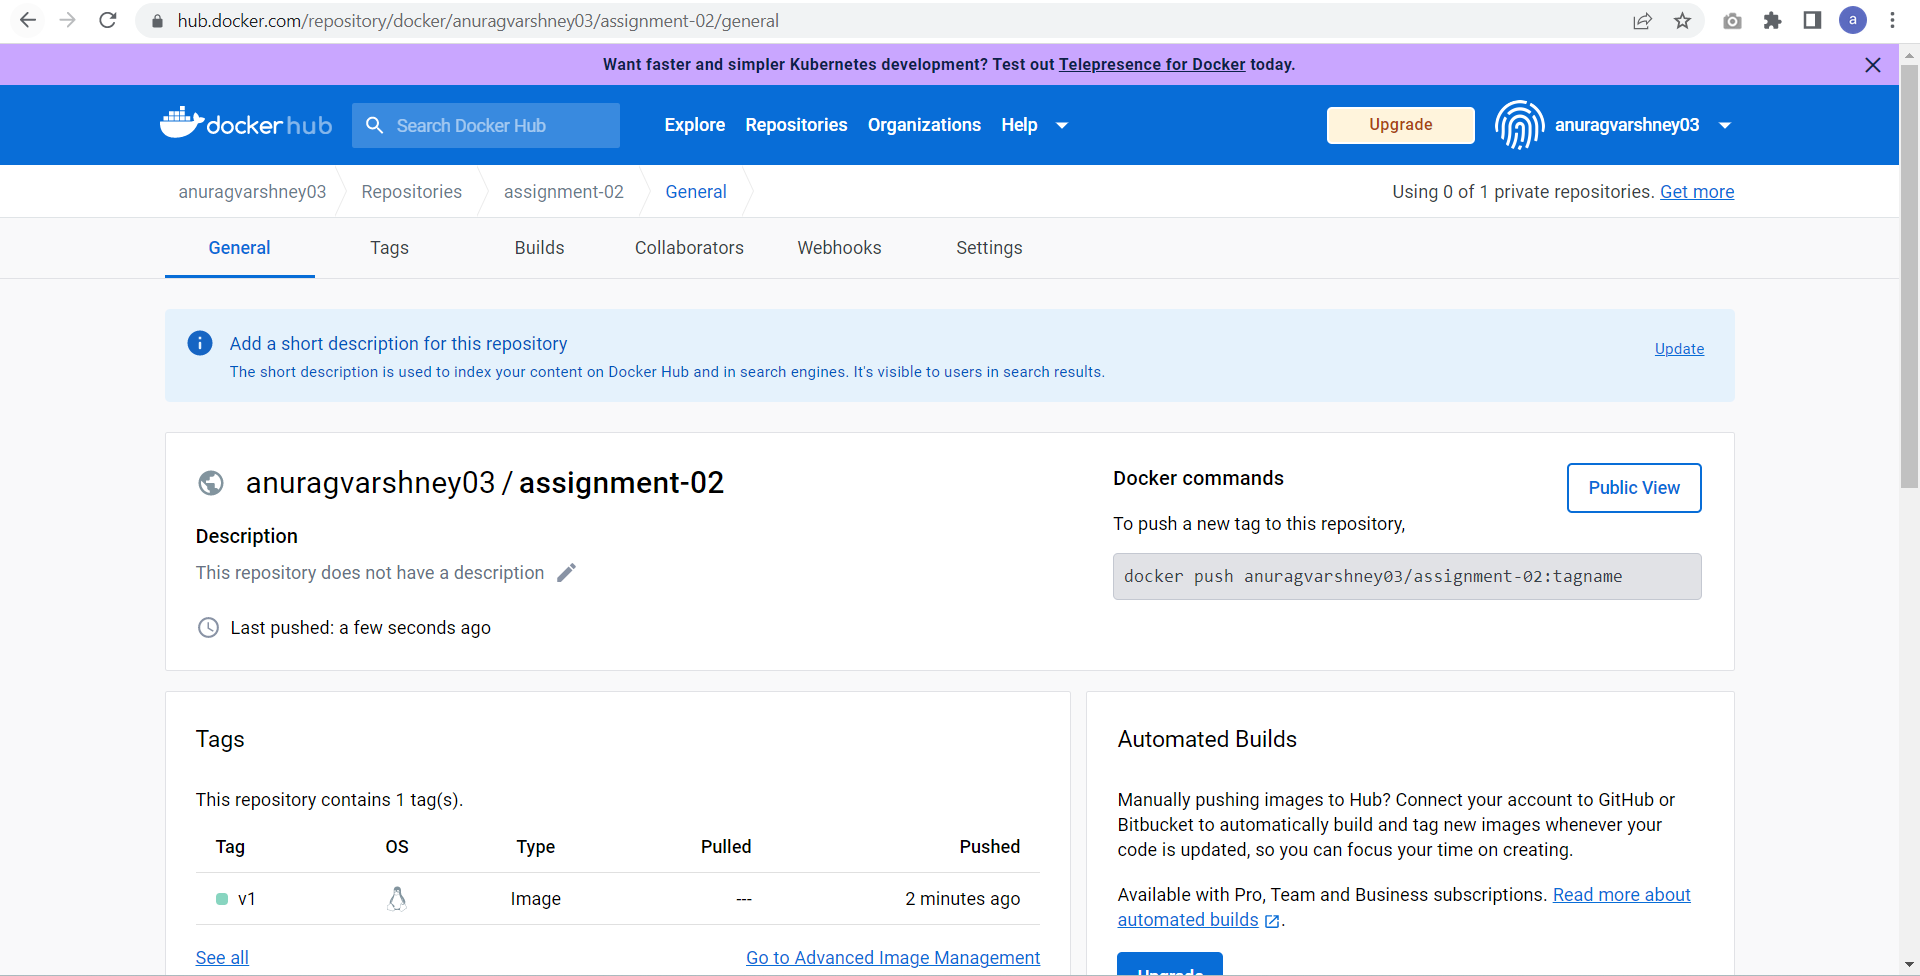 hub.docker.com/repository/docker/anuragvarshney03/assignment-02/general
a
Want faster and simpler Kubernetes development? Test out Telepresence for Docker today.
docker hub
Search Docker Hub
Explore
Repositories
Organizations
Help
Upgrade
anuragvarshney03
anuragvarshney03
Repositories
assignment-02
General
Using 0 of 1 private repositories. Get more
General
Tags
Builds
Collaborators
Webhooks
Settings
Add a short description for this repository
The short description is used to index your content on Docker Hub and in search engines. It's visible to users in search results.
Update
anuragvarshney03 / assignment-02
Description
This repository does not have a description
Last pushed: a few seconds ago
Docker commands
Public View
To push a new tag to this repository,
docker push anuragvarshney03/assignment-02:tagname
Tags
This repository contains 1 tag(s).
Tag OS Type Pulled Pushed
v1 Image --- 2 minutes ago
See all
Go to Advanced Image Management
Automated Builds
Manually pushing images to Hub? Connect your account to GitHub or
Bitbucket to automatically build and tag new images whenever your
code is updated, so you can focus your time on creating.
Available with Pro, Team and Business subscriptions. Read more about
automated builds .
Upgrade